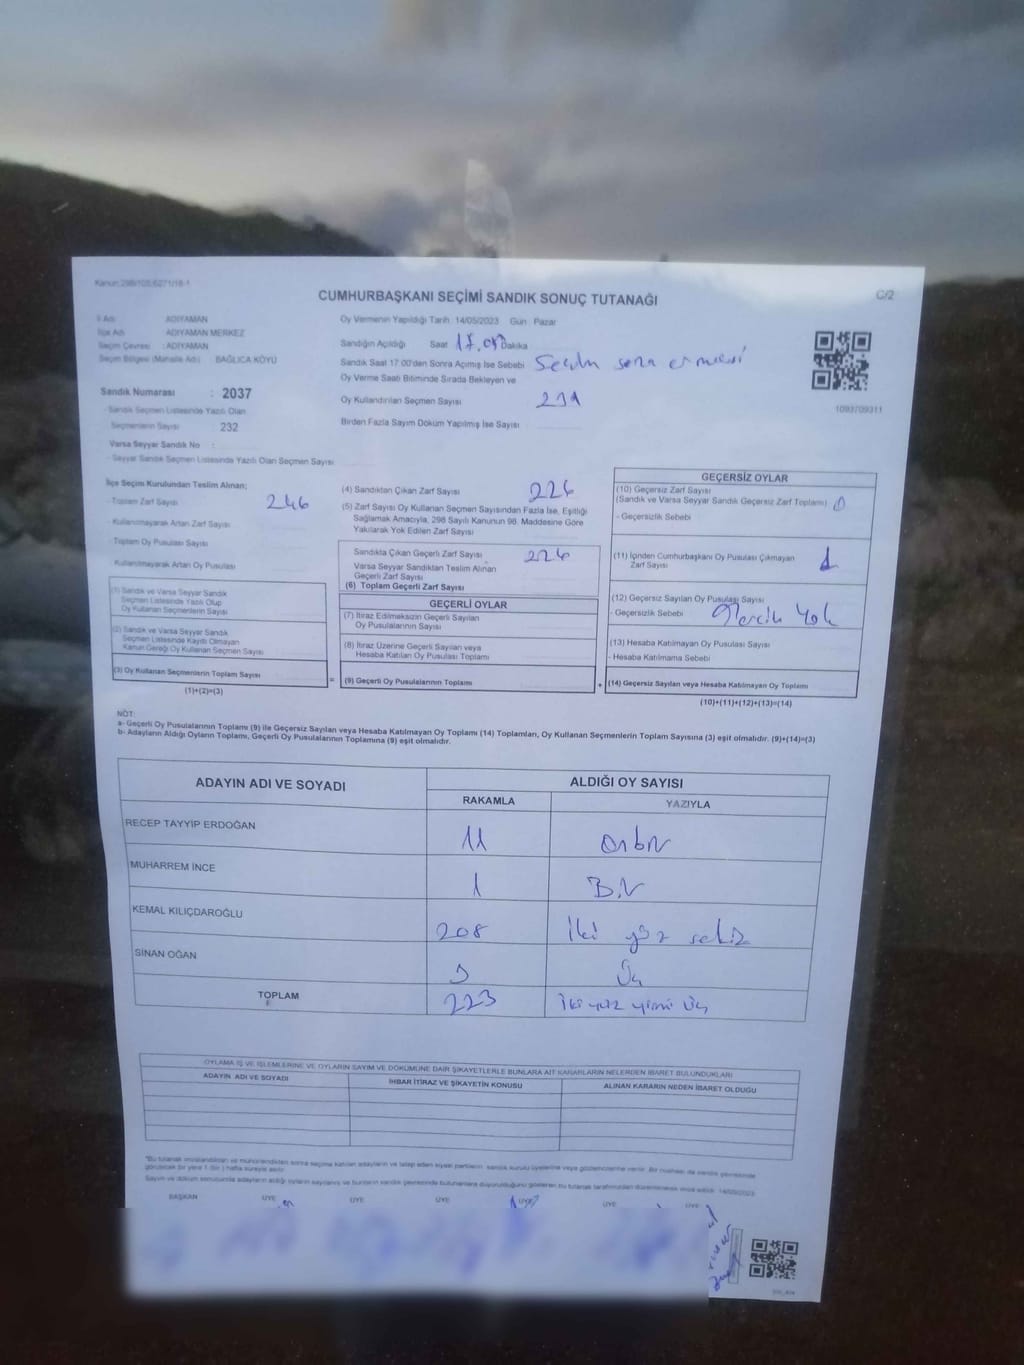 Kanun:298/105;6271/18-1
CUMHURBAŞKANI SEÇİMİ SANDIK SONUÇ TUTANAĞI
C/2
İl Adı ADIYAMAN
İlçe Adı ADIYAMAN MERKEZ
Seçim Çevresi :ADIYAMAN
Seçim Bölgesi (Mahalle Adı) BAĞLICA KÖYÜ
Sandık Numarası : 2037
- Sandık Seçmen Listesinde Yazılı Olan
Seçmenlerin Sayısı : 232
Varsa Seyyar Sandık No :
- Seyyar Sandık Seçmen Listesinde Yazılı Olan Seçmen Sayısı
Oy Vermenin Yapıldığı Tarih: 14/05/2023 Gün : Pazar
Sandığın Açıldığı Saat 17.00 Dakika
Sandık Saat 17:00'den Sonra Açılmış İse Sebebi Seçim sona ermesi
Oy Verme Saati Bitiminde Sırada Bekleyen ve
Oy Kullandırılan Seçmen Sayısı
Birden Fazla Sayım Döküm Yapılmış İse Sayısı
1093709311
İlçe Seçim Kurulundan Teslim Alınan;
- Toplam Zarf Sayısı 246
- Kullanılmayarak Artan Zarf Sayısı
- Toplam Oy Pusulası Sayısı
Kullanılmayarak Artan Oy Pusulası
(1) Sandık ve Varsa Seyyar Sandık
Seçmen Listesinde Yazılı Olup
Oy Kullanan Seçmenlerin Sayısı
(2) Sandık ve Varsa Seyyar Sandık
Seçmen Listesinde Kayıtlı Olmayan
Kanun Gereği Oy Kullanan Seçmen Sayısı
(3) Oy Kullanan Seçmenlerin Toplam Sayısı
(1)+(2)=(3)
=
(4) Sandıktan Çıkan Zarf Sayısı 226
(5) Zarf Sayısı Oy Kullanan Seçmen Sayısından Fazla İse, Eşitliği
Sağlamak Amacıyla, 298 Sayılı Kanunun 98. Maddesine Göre
Yakılarak Yok Edilen Zarf Sayısı
Sandıkta Çıkan Geçerli Zarf Sayısı 226
Varsa Seyyar Sandıktan Teslim Alınan
Geçerli Zarf Sayısı
(6) Toplam Geçerli Zarf Sayısı
GEÇERLİ OYLAR
(7) İtiraz Edilmeksizin Geçerli Sayılan
Oy Pusulalarının Sayısı
(8) İtiraz Üzerine Geçerli Sayılan veya
Hesaba Katılan Oy Pusulası Toplamı
(9) Geçerli Oy Pusulalarının Toplamı
+
GEÇERSİZ OYLAR
(10) Geçersiz Zarf Sayısı
(Sandık ve Varsa Seyyar Sandık Geçersiz Zarf Toplamı) 0
- Geçersizlik Sebebi
(11) İçinden Cumhurbaşkanı Oy Pusulası Çıkmayan
Zarf Sayısı
(12) Geçersiz Sayılan Oy Pusulası Sayısı
- Geçersizlik Sebebi Tercih Yok
(13) Hesaba Katılmayan Oy Pusulası Sayısı
- Hesaba Katılmama Sebebi
(14) Geçersiz Sayılan veya Hesaba Katılmayan Oy Toplamı
(10)+(11)+(12)+(13)=(14)
NOT:
a- Geçerli Oy Pusulalarının Toplamı (9) ile Geçersiz Sayılan veya Hesaba Katılmayan Oy Toplamı (14) Toplamları, Oy Kullanan Seçmenlerin Toplam Sayısına (3) eşit olmalıdır. (9)+(14)=(3)
b- Adayların Aldığı Oyların Toplamı, Geçerli Oy Pusulalarının Toplamına (9) eşit olmalıdır.
ADAYIN ADI VE SOYADI ALDIĞI OY SAYISI
RAKAMLA YAZIYLA
RECEP TAYYİP ERDOĞAN 11 Onbir
MUHARREM İNCE 1 Bir
KEMAL KILIÇDAROĞLU 208 İki yüz sekiz
SİNAN OĞAN 3 Üç
TOPLAM 223 İki yüz yirmi üç
OYLAMA İŞ VE İŞLEMLERİNE VE OYLARIN SAYIM VE DÖKÜMÜNE DAİR ŞİKAYETLERLE BUNLARA AİT KARARLARIN NELERDEN İBARET BULUNDUKLARI
ADAYIN ADI VE SOYADI İHBAR İTİRAZ VE ŞİKAYETİN KONUSU ALINAN KARARIN NEDEN İBARET OLDUĞU
BAŞKAN ÜYE ÜYE ÜYE ÜYE ÜYE ÜYE